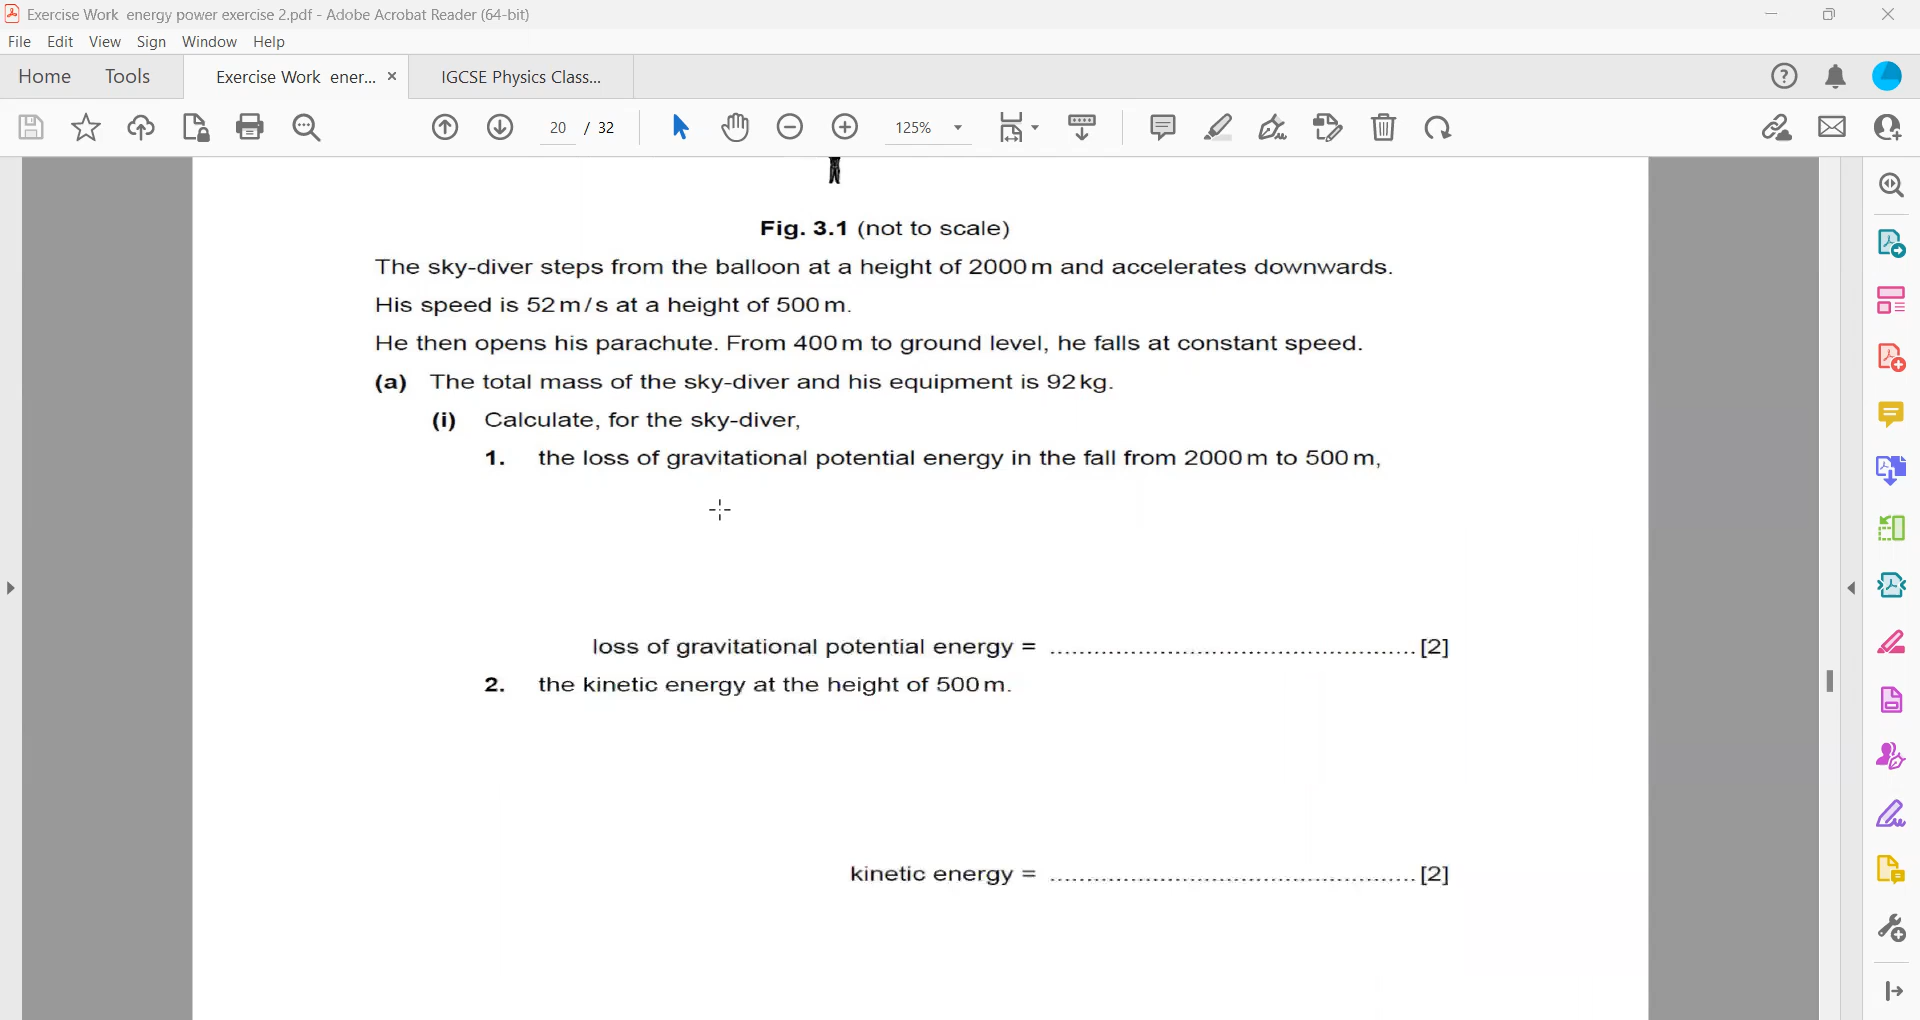 Exercise Work  energy power exercise 2.pdf - Adobe Acrobat Reader (64-bit)
File Edit View Sign Window Help
Home Tools Exercise Work  ener... × IGCSE Physics Class...
20 / 32 125%
Fig. 3.1 (not to scale)
The sky-diver steps from the balloon at a height of 2000 m and accelerates downwards.
His speed is 52 m/s at a height of 500 m.
He then opens his parachute. From 400 m to ground level, he falls at constant speed.
(a) The total mass of the sky-diver and his equipment is 92 kg.
(i) Calculate, for the sky-diver,
1. the loss of gravitational potential energy in the fall from 2000 m to 500 m,
loss of gravitational potential energy = ................................................. [2]
2. the kinetic energy at the height of 500 m.
kinetic energy = ................................................. [2]